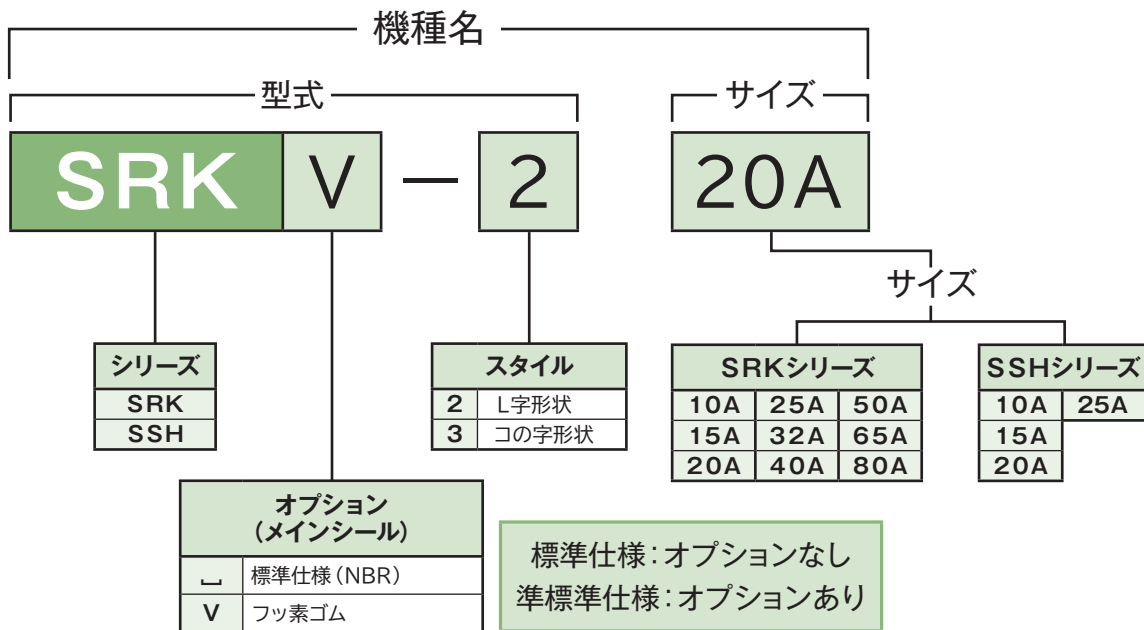 機種名
型式
サイズ
SRK V — 2 20A
サイズ
シリーズ
SRK
SSH
スタイル
2 L字形状
3 コの字形状
SRKシリーズ
10A 25A 50A
15A 32A 65A
20A 40A 80A
SSHシリーズ
10A 25A
15A
20A
オプション
(メインシール)
⎵ 標準仕様(NBR)
V フッ素ゴム
標準仕様:オプションなし
準標準仕様:オプションあり